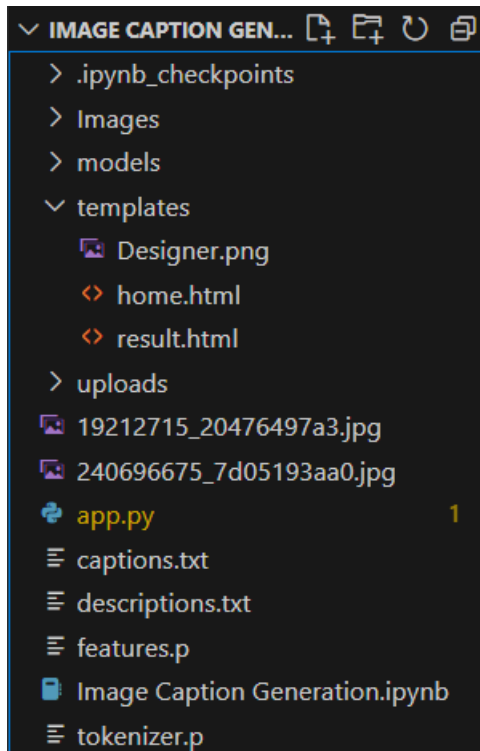 IMAGE CAPTION GEN...
.ipynb_checkpoints
Images
models
templates
Designer.png
home.html
result.html
uploads
19212715_20476497a3.jpg
240696675_7d05193aa0.jpg
app.py 1
captions.txt
descriptions.txt
features.p
Image Caption Generation.ipynb
tokenizer.p